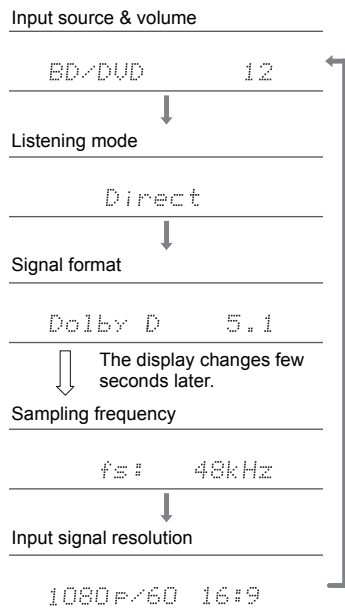 Input source & volume
BD/DVD 12
Listening mode
Direct
Signal format
Dolby D 5.1
The display changes few
seconds later.
Sampling frequency
fs: 48kHz
Input signal resolution
1080p/60 16:9